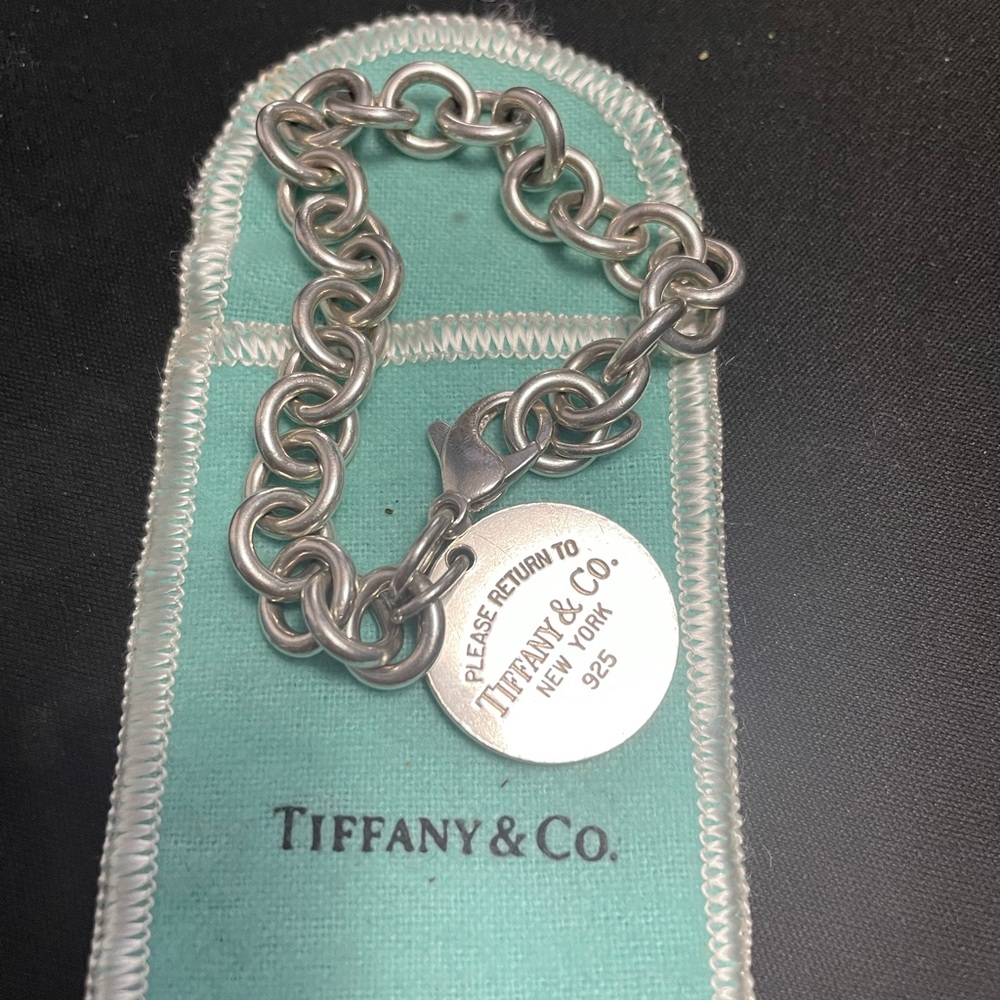 PLEASE RETURN TO
TIFFANY & CO.
NEW YORK
925
TIFFANY & CO.